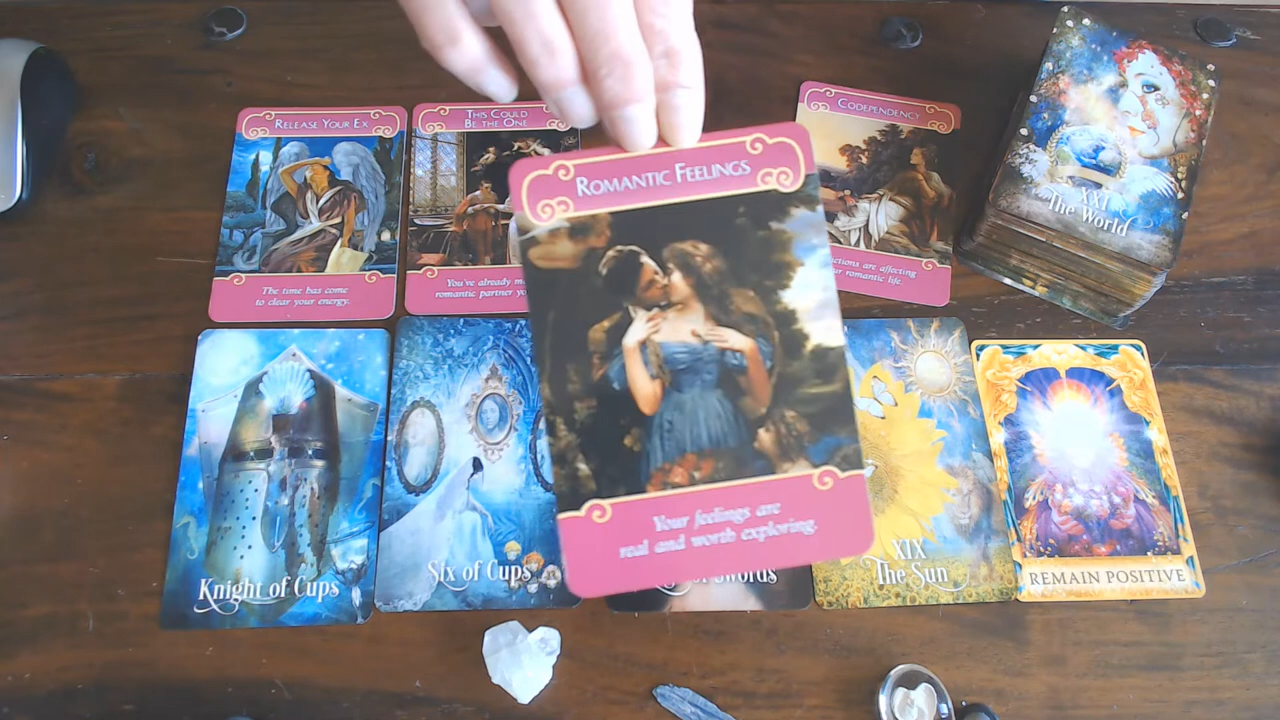 RELEASE YOUR EX
The time has come
to clear your energy.
THIS COULD
BE THE ONE
You've already
romantic partner
ROMANTIC FEELINGS
Your feelings are
real and worth exploring.
CODEPENDENCY
are affecting
romantic life.
XXI
The World
Knight of Cups
Six of Cups
of Swords
XIX
The Sun
REMAIN POSITIVE